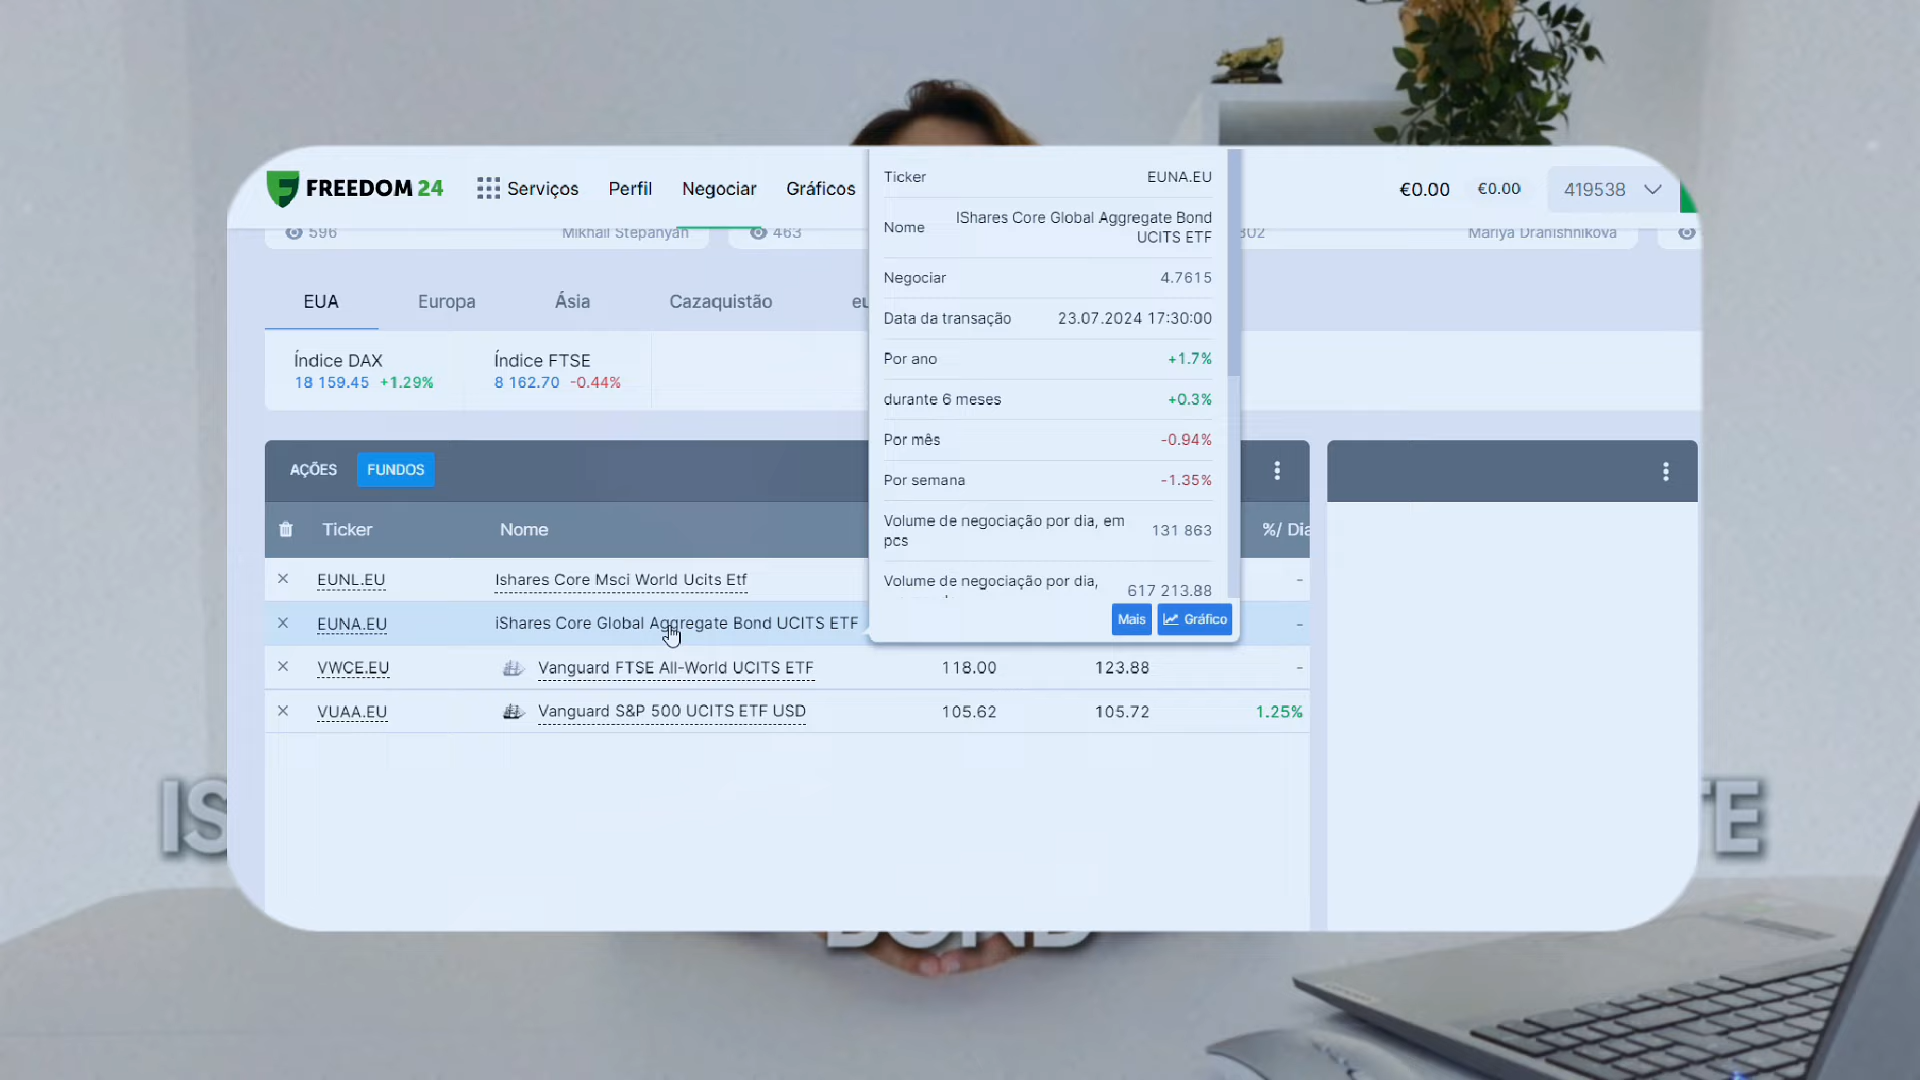 FREEDOM 24 Serviços Perfil Negociar Gráficos €0.00 €0.00 419538
596 Mikhail Stepanyan 463 Mariya Dranishnikova
EUA Europa Ásia Cazaquistão
Índice DAX Índice FTSE
18 159.45 +1.29% 8 162.70 -0.44%
AÇÕES FUNDOS
Ticker Nome %/ Dia
EUNL.EU Ishares Core Msci World Ucits Etf -
EUNA.EU iShares Core Global Aggregate Bond UCITS ETF -
VWCE.EU Vanguard FTSE All-World UCITS ETF 118.00 123.88 -
VUAA.EU Vanguard S&P 500 UCITS ETF USD 105.62 105.72 1.25%
Ticker EUNA.EU
Nome IShares Core Global Aggregate Bond
UCITS ETF
Negociar 4.7615
Data da transação 23.07.2024 17:30:00
Por ano +1.7%
durante 6 meses +0.3%
Por mês -0.94%
Por semana -1.35%
Volume de negociação por dia, em
pcs 131 863
Volume de negociação por dia, 617 213.88
Mais Gráfico
BOND